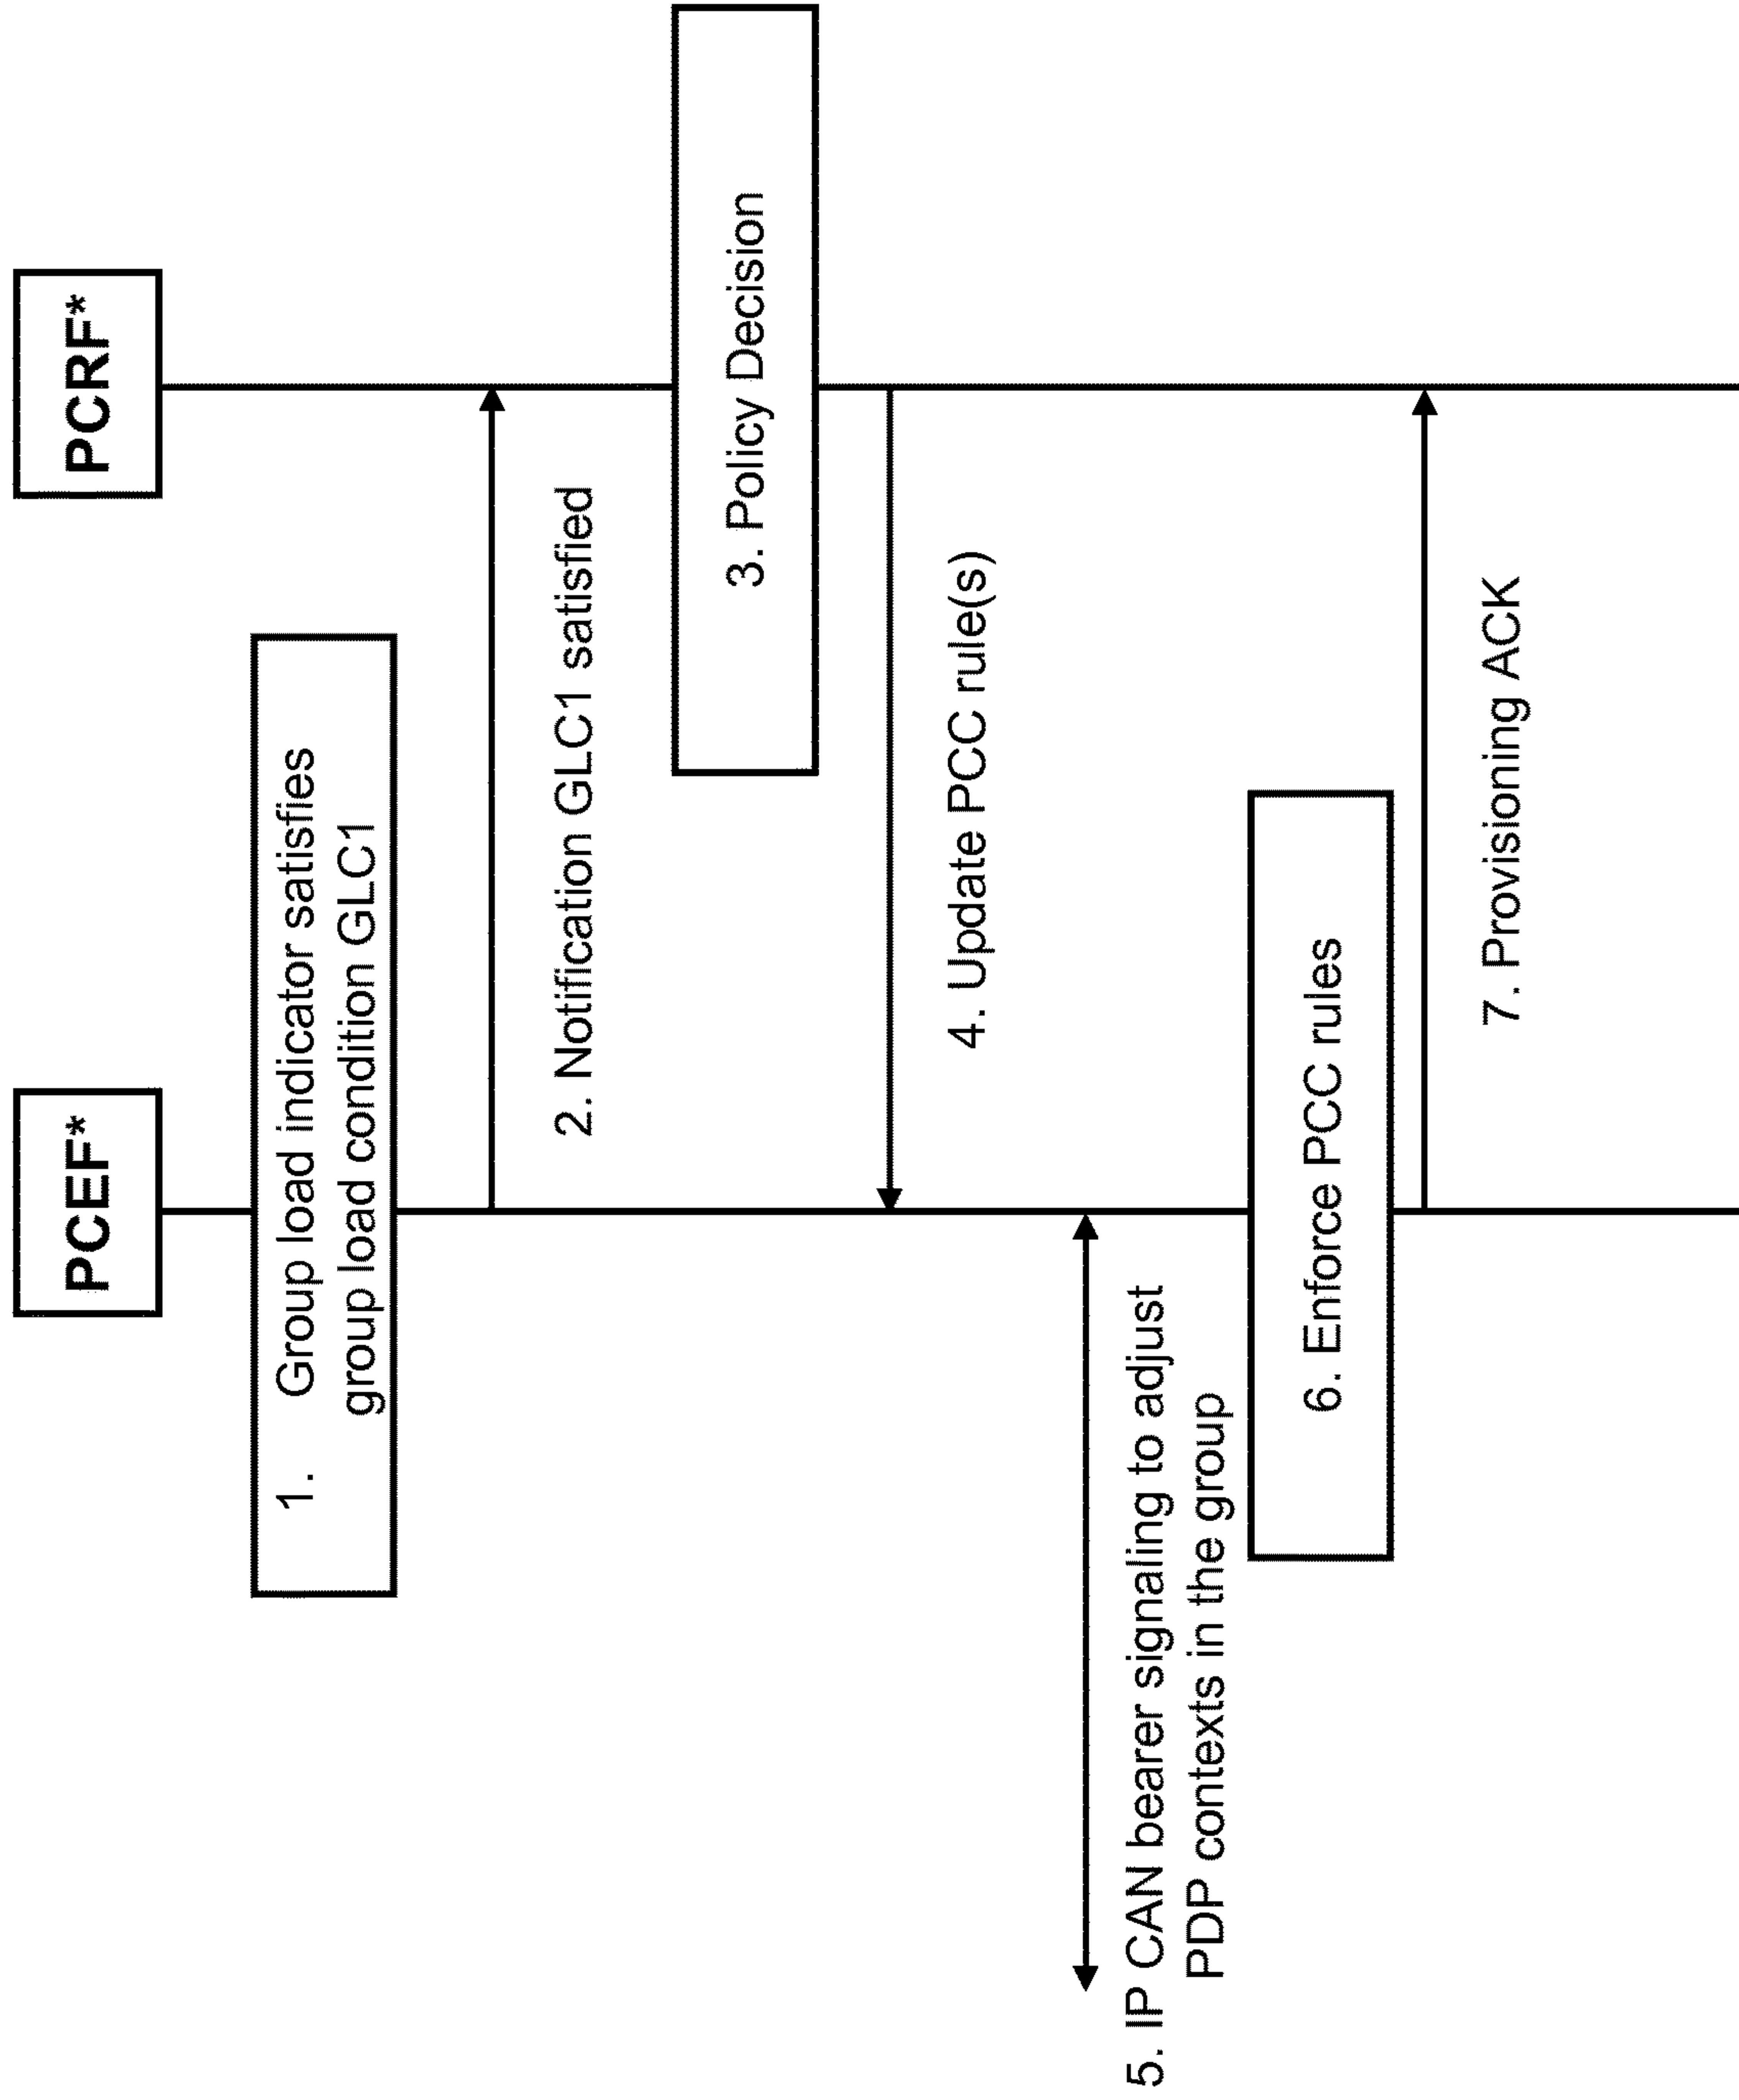 PCEF*
PCRF*
1. Group load indicator satisfies
group load condition GLC1
2. Notification GLC1 satisfied
3. Policy Decision
4. Update PCC rule(s)
5. IP CAN bearer signaling to adjust
PDP contexts in the group
6. Enforce PCC rules
7. Provisioning ACK